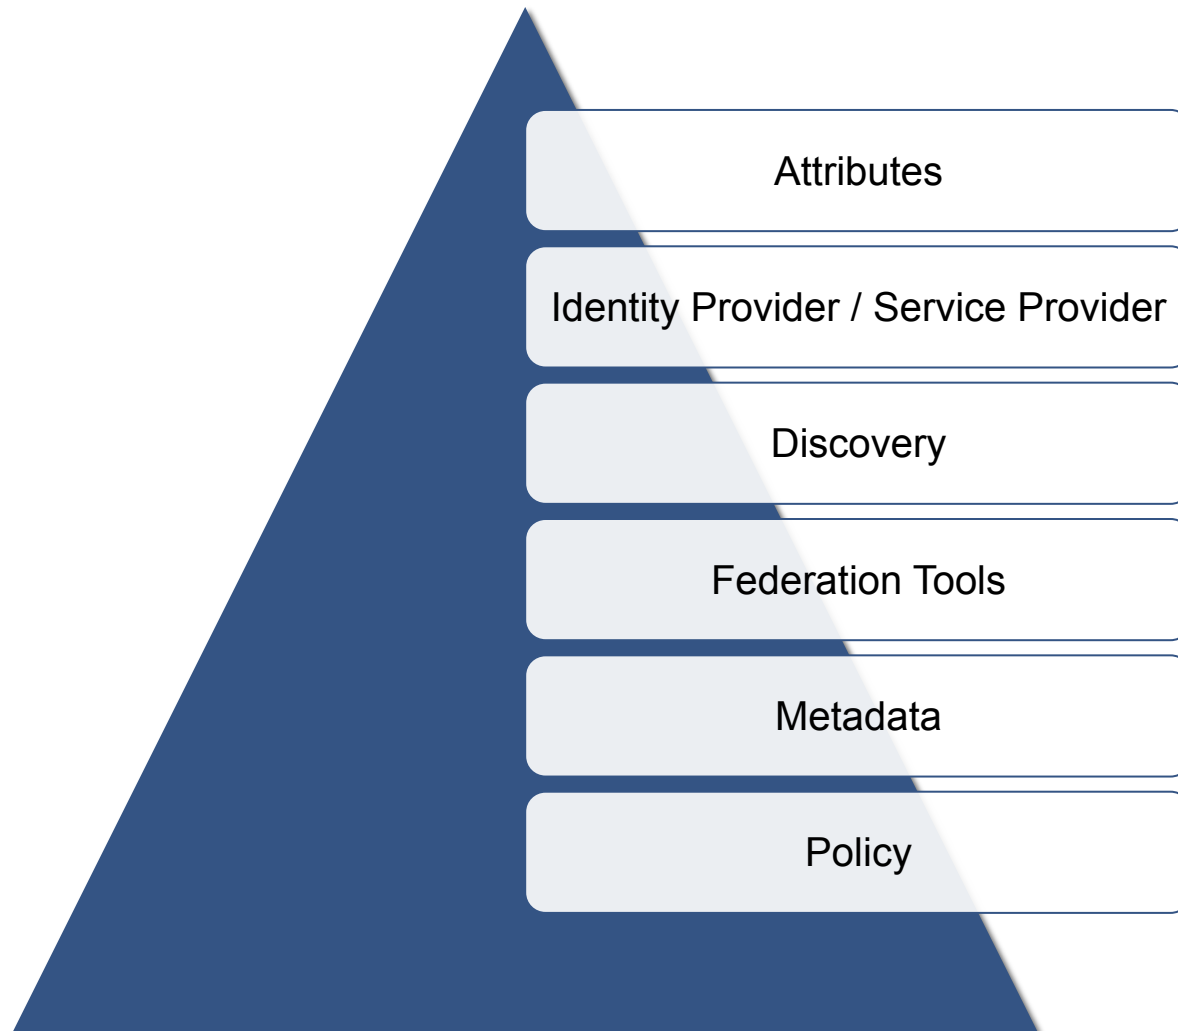 Attributes
Identity Provider / Service Provider
Discovery
Federation Tools
Metadata
Policy